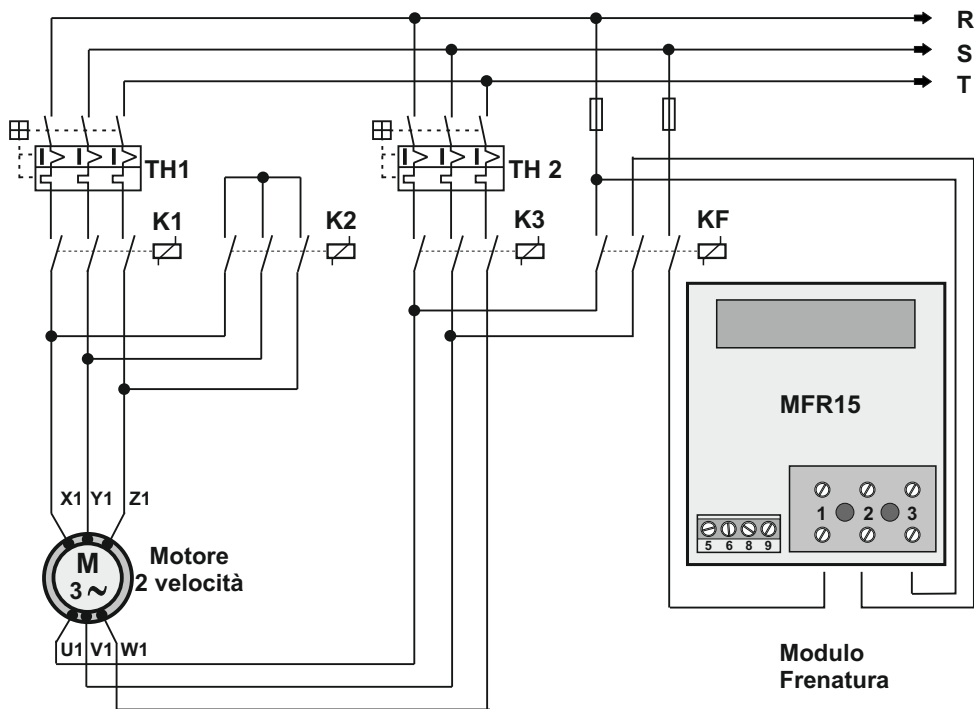 R
S
T
TH1
TH 2
K1
K2
K3
KF
MFR15
1 2 3
5 6 8 9
X1 Y1 Z1
M
3 ~
Motore
2 velocità
U1 V1 W1
Modulo
Frenatura